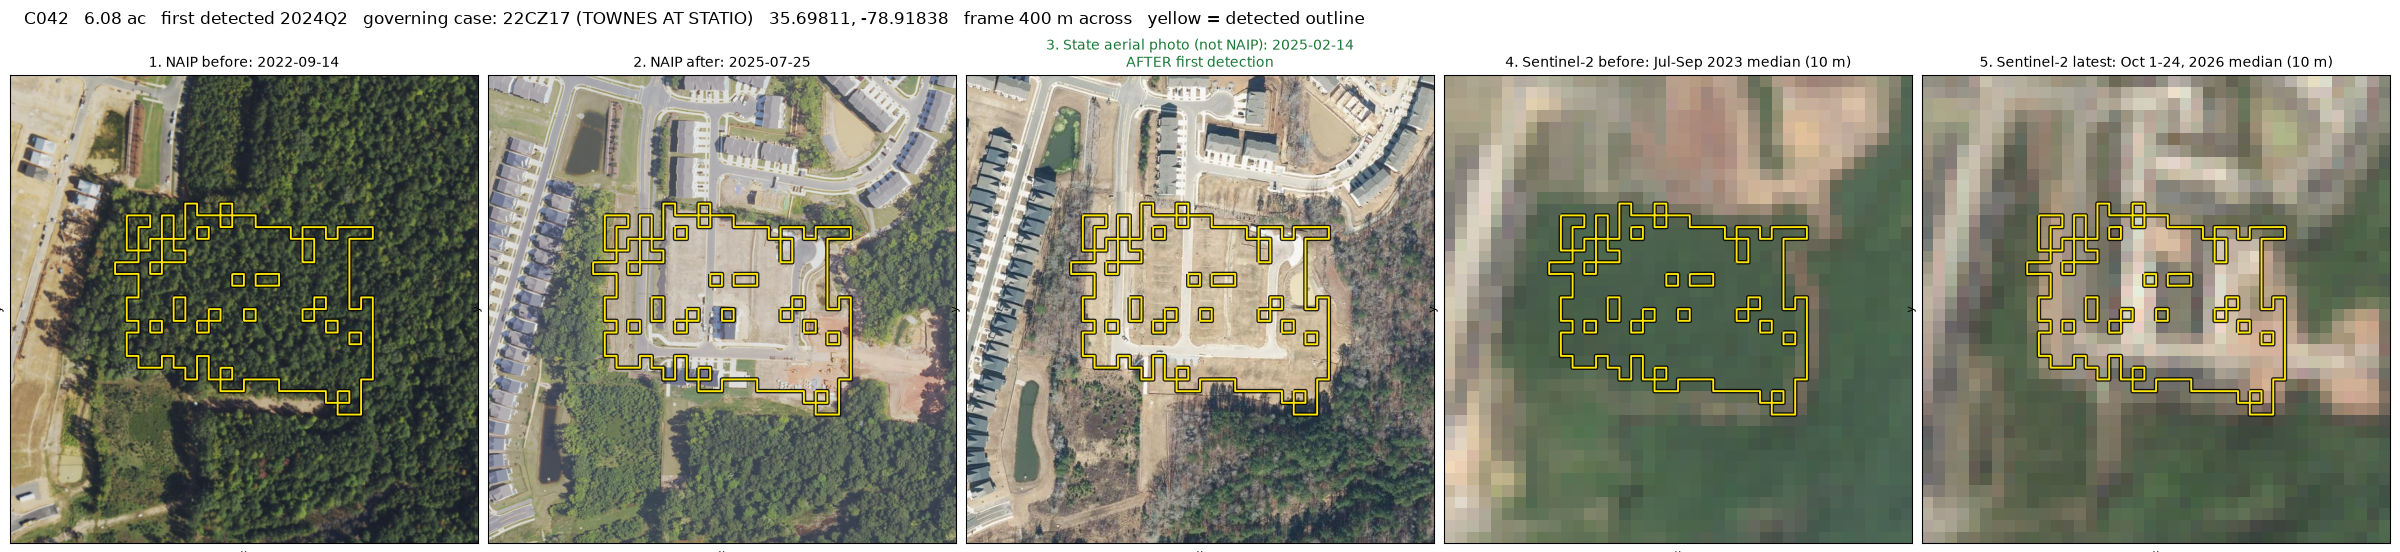 C042   6.08 ac   first detected 2024Q2   governing case: 22CZ17 (TOWNES AT STATIO)   35.69811, -78.91838   frame 400 m across   yellow = detected outline
1. NAIP before: 2022-09-14
2. NAIP after: 2025-07-25
3. State aerial photo (not NAIP): 2025-02-14
AFTER first detection
4. Sentinel-2 before: Jul-Sep 2023 median (10 m)
5. Sentinel-2 latest: Oct 1-24, 2026 median (10 m)